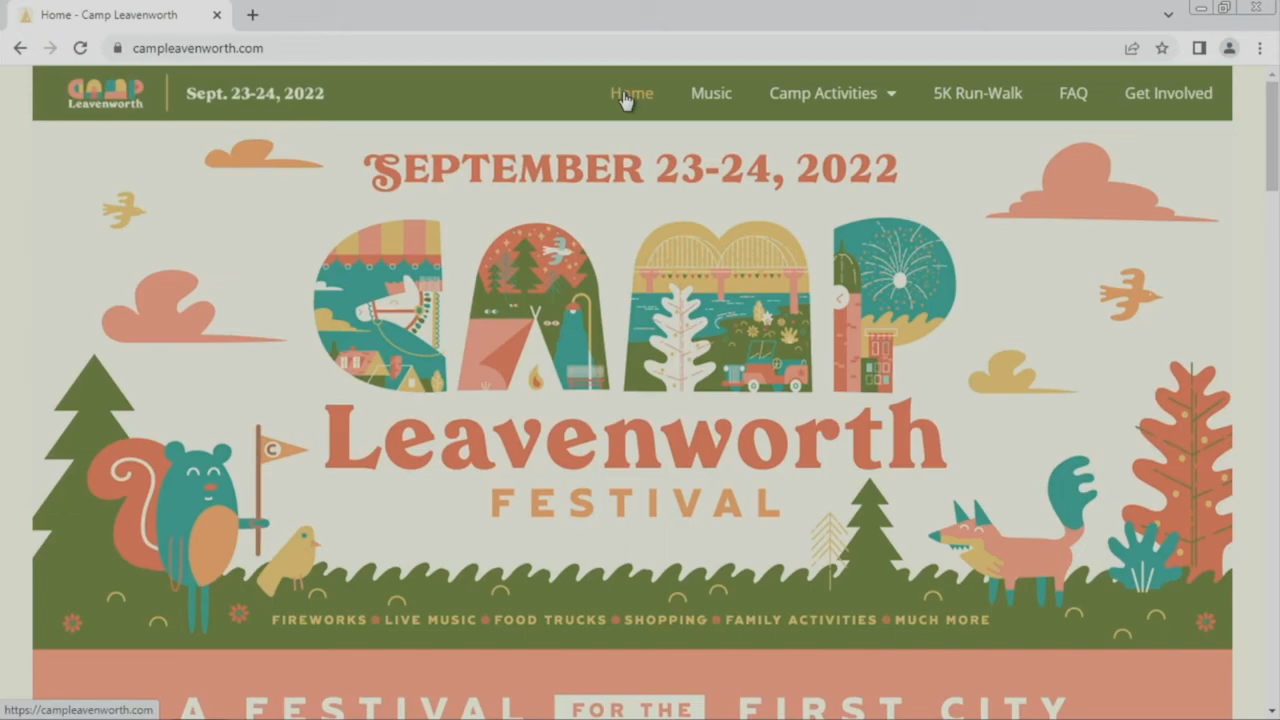 Home - Camp Leavenworth
campleavenworth.com
CAMP
Leavenworth
Sept. 23-24, 2022
Home
Music
Camp Activities
5K Run-Walk
FAQ
Get Involved
SEPTEMBER 23-24, 2022
CAMP
Leavenworth
FESTIVAL
C
FIREWORKS LIVE MUSIC FOOD TRUCKS SHOPPING FAMILY ACTIVITIES MUCH MORE
A FESTIVAL FOR THE FIRST CITY
https://campleavenworth.com